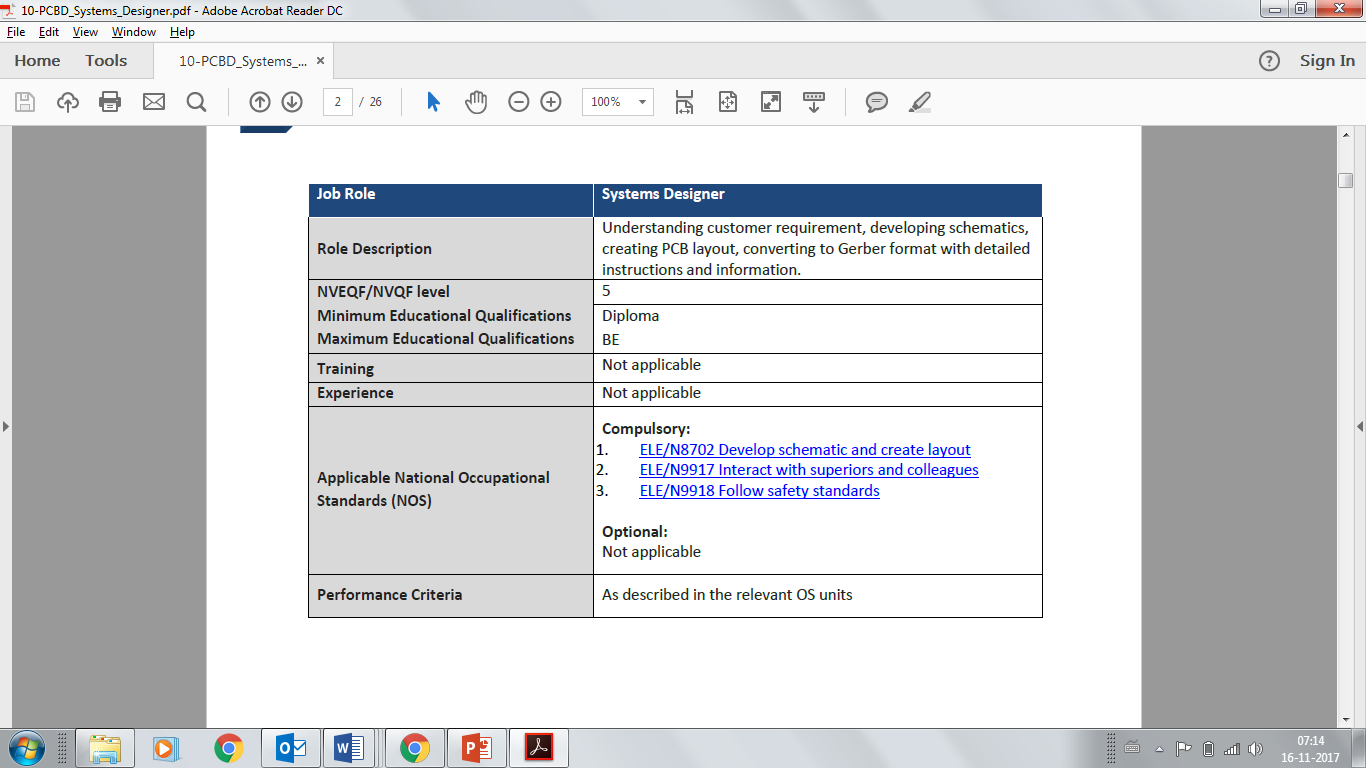 10-PCBD_Systems_Designer.pdf - Adobe Acrobat Reader DC
File Edit View Window Help
Home Tools 10-PCBD_Systems_... × Sign In
2 / 26 100%
Job Role Systems Designer
Role Description
Understanding customer requirement, developing schematics,
creating PCB layout, converting to Gerber format with detailed
instructions and information.
NVEQF/NVQF level 5
Minimum Educational Qualifications Diploma
Maximum Educational Qualifications BE
Training Not applicable
Experience Not applicable
Applicable National Occupational
Standards (NOS)
Compulsory:
1. ELE/N8702 Develop schematic and create layout
2. ELE/N9917 Interact with superiors and colleagues
3. ELE/N9918 Follow safety standards
Optional:
Not applicable
Performance Criteria As described in the relevant OS units
07:14
16-11-2017